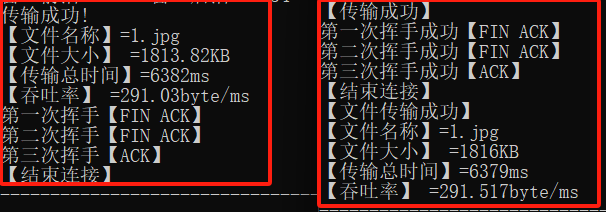 传输成功!
【文件名称】=1.jpg
【文件大小】 =1813.82KB
【传输总时间】=6382ms
【吞吐率】 =291.03byte/ms
第一次挥手【FIN ACK】
第二次挥手【FIN ACK】
第三次挥手【ACK】
【结束连接】
【传输成功】
第一次挥手成功【FIN ACK】
第二次挥手成功【FIN ACK】
第三次挥手成功【ACK】
【结束连接】
【文件传输成功】
【文件名称】=1.jpg
【文件大小】 =1816KB
【传输总时间】=6379ms
【吞吐率】 =291.517byte/ms